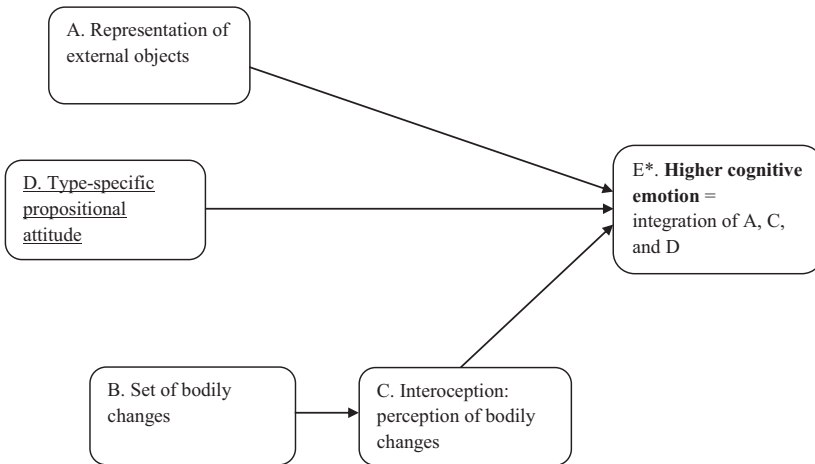 A. Representation of
external objects
D. Type-specific
propositional
attitude
E*. Higher cognitive
emotion =
integration of A, C,
and D
B. Set of bodily
changes
C. Interoception:
perception of bodily
changes